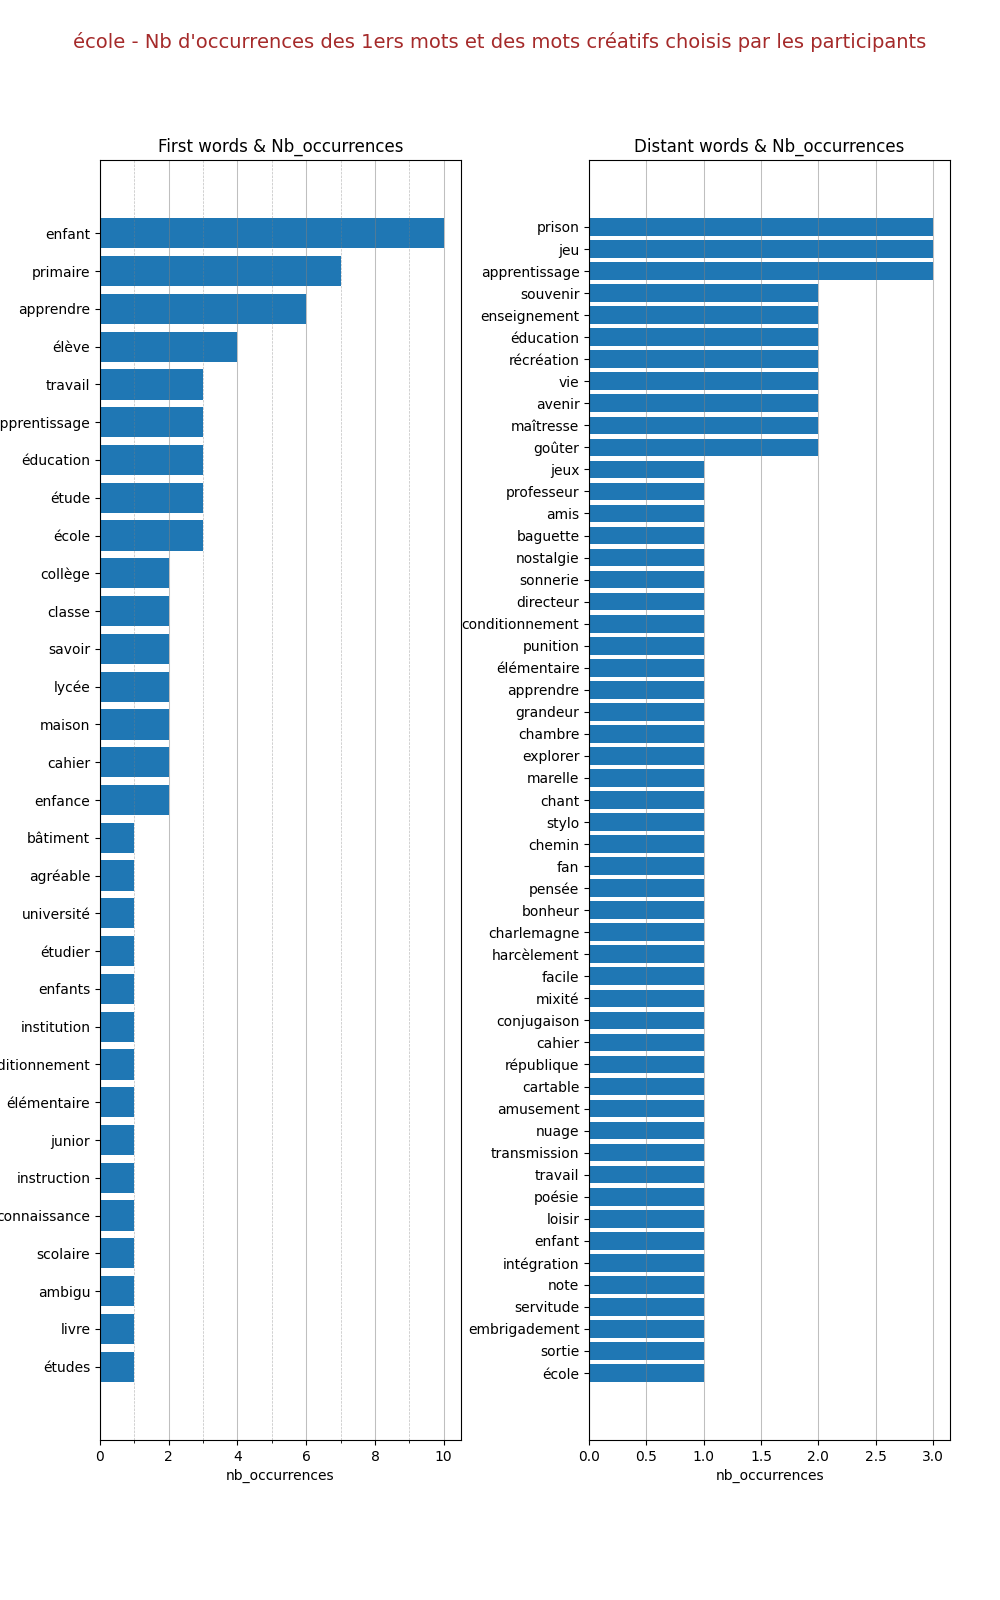 école - Nb d'occurrences des 1ers mots et des mots créatifs choisis par les participants
First words & Nb_occurrences
enfant
primaire
apprendre
élève
travail
pprentissage
éducation
étude
école
collège
classe
savoir
lycée
maison
cahier
enfance
bâtiment
agréable
université
étudier
enfants
institution
ditionnement
élémentaire
junior
instruction
connaissance
scolaire
ambigu
livre
études
0 2 4 6 8 10
nb_occurrences
Distant words & Nb_occurrences
prison
jeu
apprentissage
souvenir
enseignement
éducation
récréation
vie
avenir
maîtresse
goûter
jeux
professeur
amis
baguette
nostalgie
sonnerie
directeur
conditionnement
punition
élémentaire
apprendre
grandeur
chambre
explorer
marelle
chant
stylo
chemin
fan
pensée
bonheur
charlemagne
harcèlement
facile
mixité
conjugaison
cahier
république
cartable
amusement
nuage
transmission
travail
poésie
loisir
enfant
intégration
note
servitude
embrigadement
sortie
école
0.0 0.5 1.0 1.5 2.0 2.5 3.0
nb_occurrences